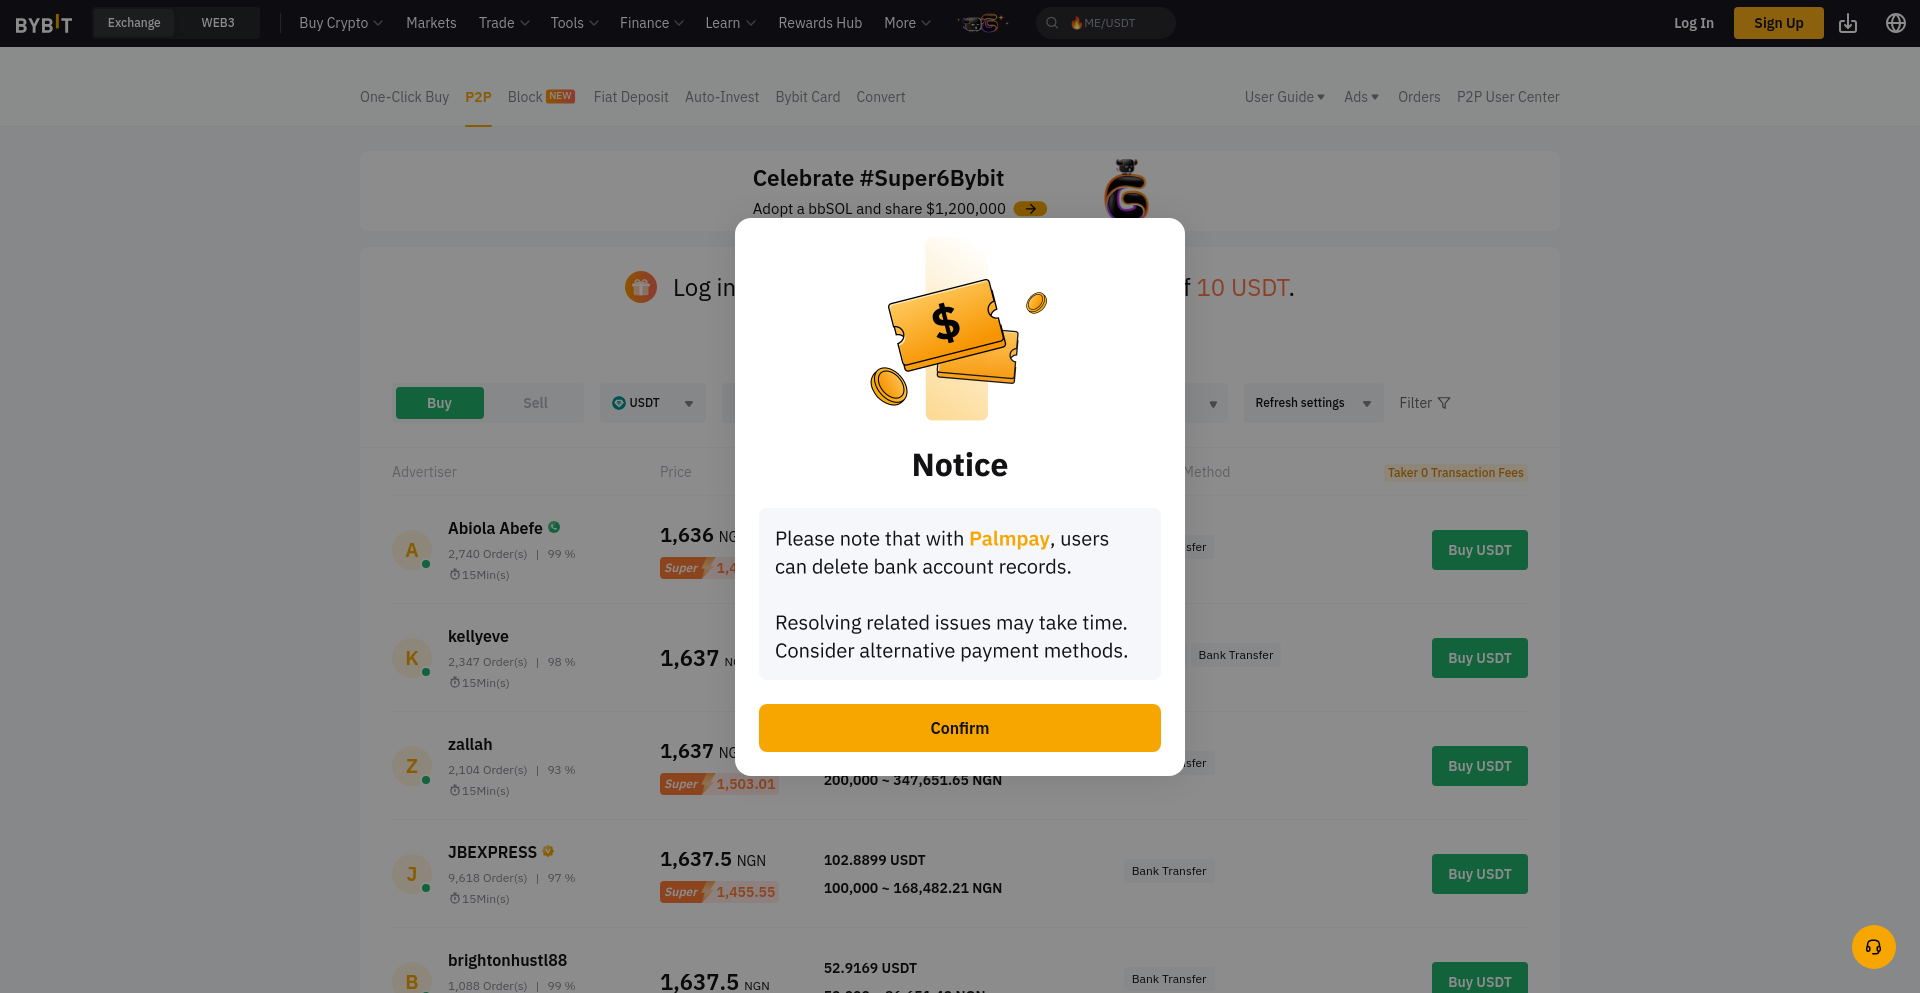 BYBIT Exchange WEB3 Buy Crypto Markets Trade Tools Finance Learn Rewards Hub More ME/USDT Log In Sign Up
One-Click Buy P2P Block NEW Fiat Deposit Auto-Invest Bybit Card Convert User Guide Ads Orders P2P User Center
Celebrate #Super6Bybit
Adopt a bbSOL and share $1,200,000
Log in f 10 USDT.
Buy Sell USDT Refresh settings Filter
Advertiser Price Method Taker 0 Transaction Fees
$
Notice
Please note that with Palmpay, users
can delete bank account records.
Resolving related issues may take time.
Consider alternative payment methods.
Confirm
A Abiola Abefe
2,740 Order(s) | 99 %
15Min(s)
1,636 NG
Super 1,4
sfer
Buy USDT
K kellyeve
2,347 Order(s) | 98 %
15Min(s)
1,637
Bank Transfer
Buy USDT
Z zallah
2,104 Order(s) | 93 %
15Min(s)
1,637 NG
Super 1,503.01
200,000 ~ 347,651.65 NGN
sfer
Buy USDT
J JBEXPRESS
9,618 Order(s) | 97 %
15Min(s)
1,637.5 NGN
Super 1,455.55
102.8899 USDT
100,000 ~ 168,482.21 NGN
Bank Transfer
Buy USDT
B brightonhustl88
1,088 Order(s) | 99 %
1,637.5 NGN
52.9169 USDT
Bank Transfer
Buy USDT